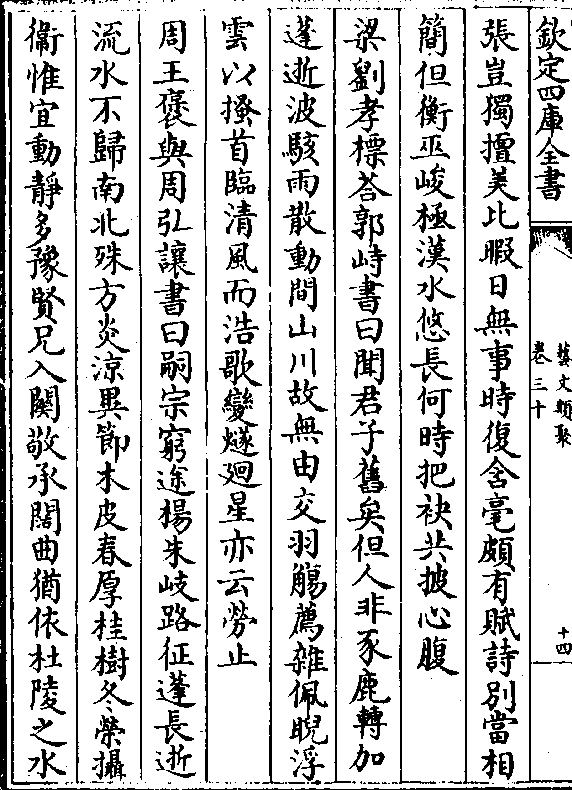 欽定四庫全書
藝文類聚
卷三十
十四
張豈獨擅美比暇日無事時復含毫頗有賦詩别當相
簡但衡巫峻極漢水悠長何時把袂共披心腹
梁劉孝標荅郭峙書曰聞君子舊矣但人非豕鹿轉加
蓬逝波駭雨散動間山川故無由交羽觴薦雜佩睨浮
雲以搔首臨清風而浩歌變燧廻星亦云勞止
周王褒與周弘讓書曰嗣宗窮途楊朱岐路征蓬長逝
流水不歸南北殊方炎涼異節木皮春厚桂樹冬榮攝
衞惟宜動靜多豫賢兄入關敬承闊曲猶依杜陵之水